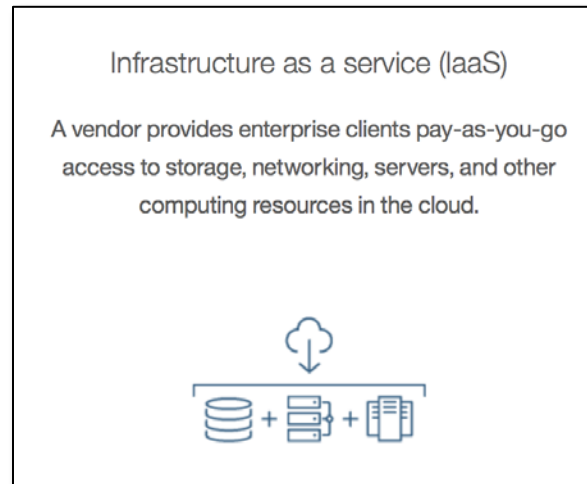 Infrastructure as a service (IaaS)
A vendor provides enterprise clients pay-as-you-go
access to storage, networking, servers, and other
computing resources in the cloud.